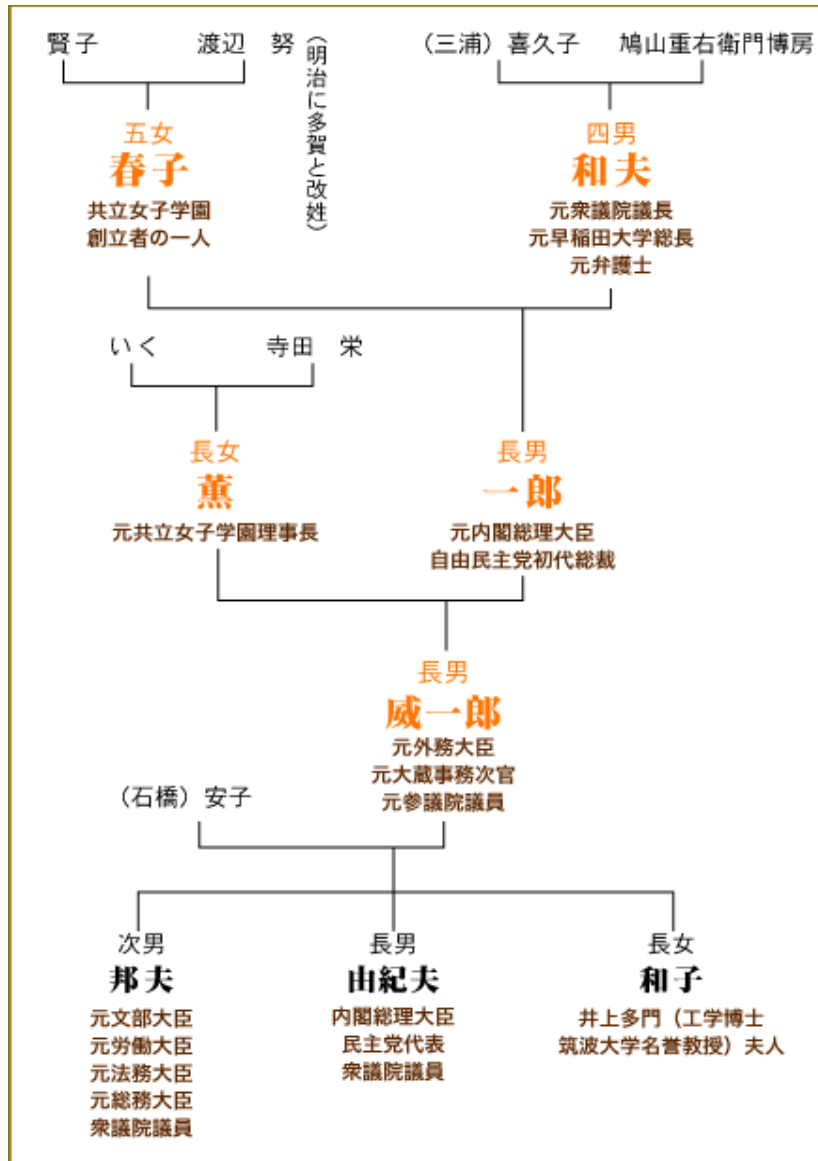 賢子　渡辺　努
（明治に多賀と改姓）
（三浦）喜久子　鳩山重右衛門博房
五女
春子
共立女子学園
創立者の一人
四男
和夫
元衆議院議長
元早稲田大学総長
元弁護士
いく　寺田　栄
長女
薫
元共立女子学園理事長
長男
一郎
元内閣総理大臣
自由民主党初代総裁
長男
威一郎
元外務大臣
元大蔵事務次官
元参議院議員
（石橋）安子
次男
邦夫
元文部大臣
元労働大臣
元法務大臣
元総務大臣
衆議院議員
長男
由紀夫
内閣総理大臣
民主党代表
衆議院議員
長女
和子
井上多門（工学博士
筑波大学名誉教授）夫人